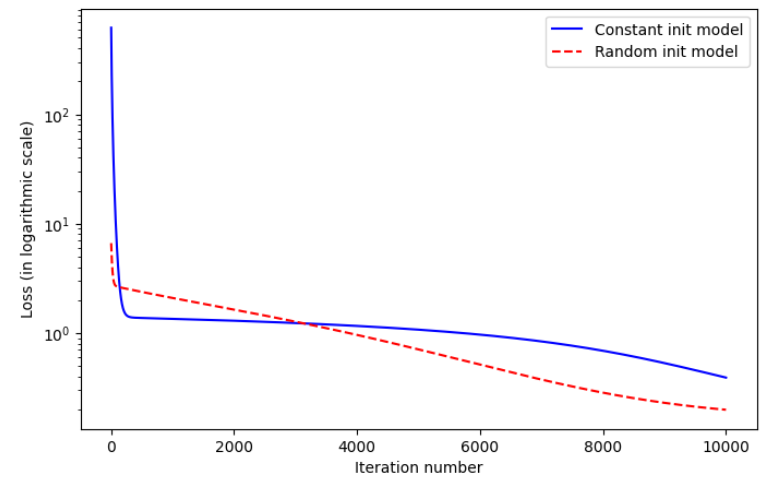 Constant init model
Random init model
Loss (in logarithmic scale)
10²
10¹
10⁰
0 2000 4000 6000 8000 10000
Iteration number